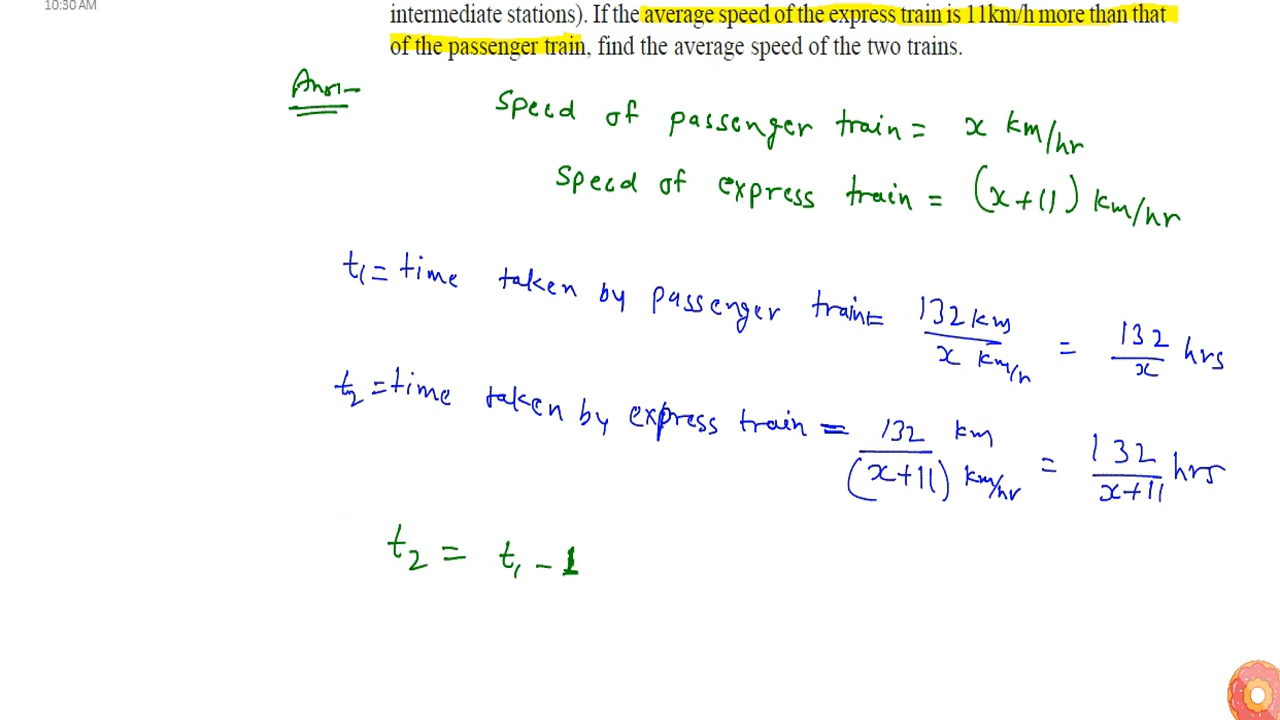 10:30 AM
intermediate stations). If the average speed of the express train is 11km/h more than that
of the passenger train, find the average speed of the two trains.
Ans:-
Speed of passenger train = x km/hr
Speed of express train = (x+11) km/hr
t₁ = time taken by passenger train = 132 km / x km/h = 132 / x hrs
t₂ = time taken by express train = 132 km / (x+11) km/hr = 132 / x+11 hrs
t₂ = t₁ - 1